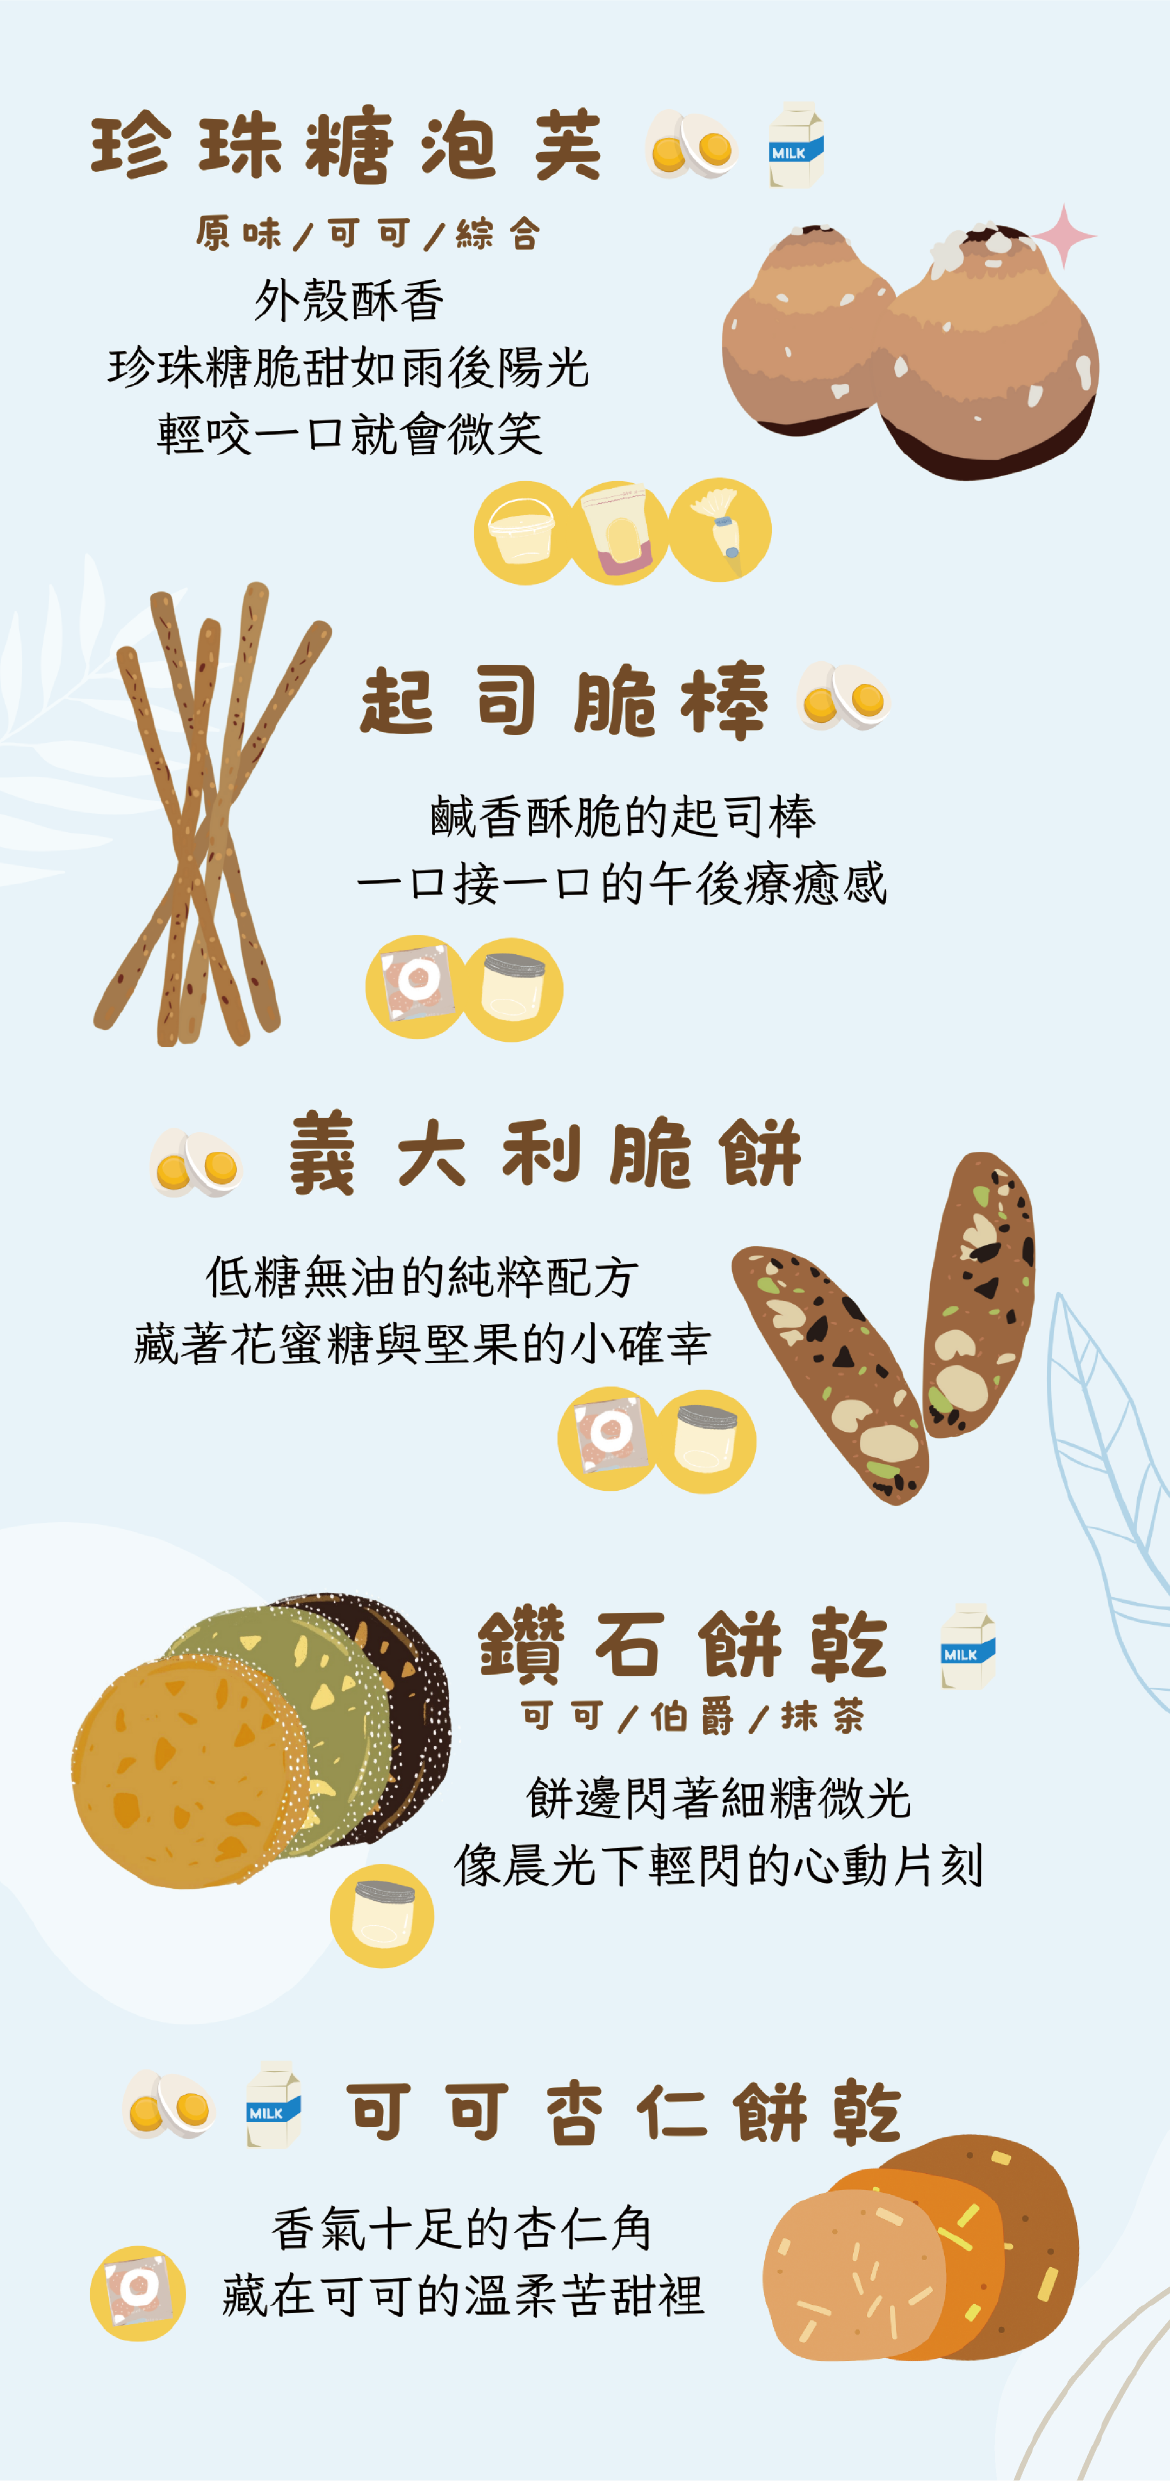 珍珠糖泡芙
MILK
原味/可可/綜合
外殼酥香
珍珠糖脆甜如雨後陽光
輕咬一口就會微笑
起司脆棒
鹹香酥脆的起司棒
一口接一口的午後療癒感
義大利脆餅
低糖無油的純粹配方
藏著花蜜糖與堅果的小確幸
鑽石餅乾
MILK
可可/伯爵/抹茶
餅邊閃著細糖微光
像晨光下輕閃的心動片刻
MILK
可可杏仁餅乾
香氣十足的杏仁角
藏在可可的溫柔苦甜裡